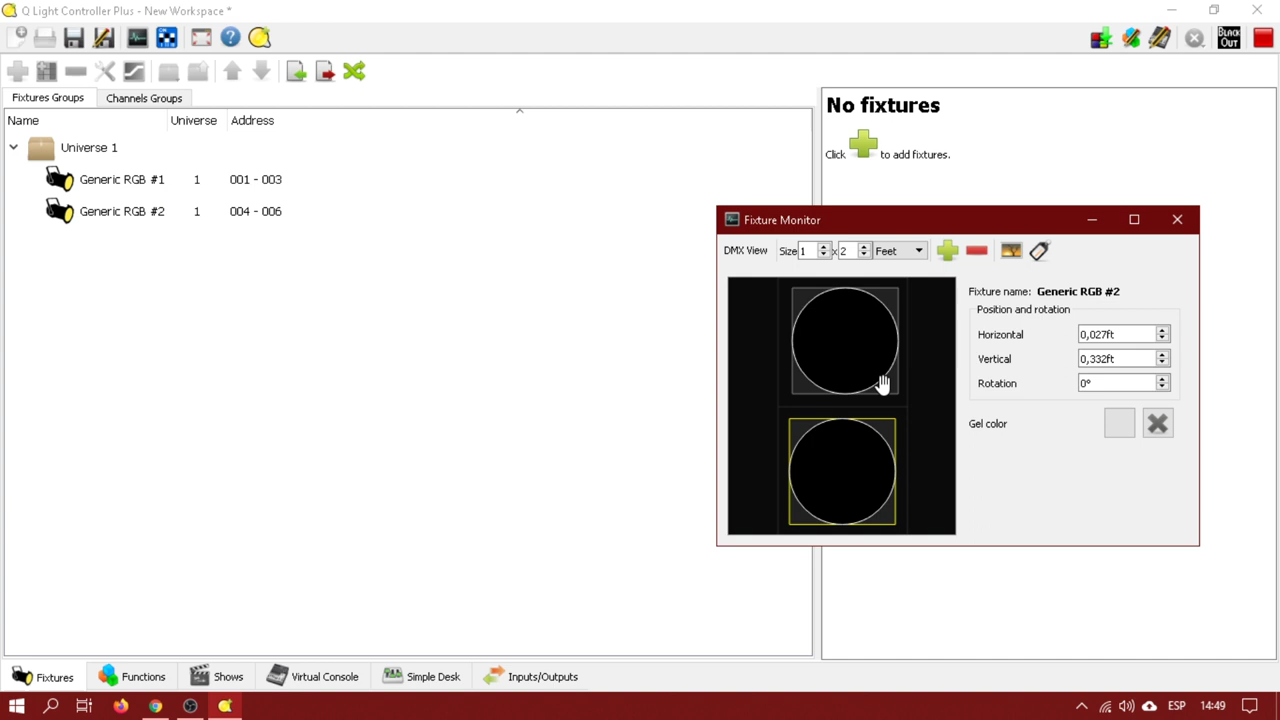 Q Light Controller Plus - New Workspace *
BLACK OUT
Fixtures Groups
Channels Groups
Name Universe Address
Universe 1
Generic RGB #1 1 001 - 003
Generic RGB #2 1 004 - 006
No fixtures
Click to add fixtures.
Fixture Monitor
DMX View Size 1 x 2 Feet
Fixture name: Generic RGB #2
Position and rotation
Horizontal 0,027ft
Vertical 0,332ft
Rotation 0°
Gel color
Fixtures Functions Shows Virtual Console Simple Desk Inputs/Outputs
ESP 14:49